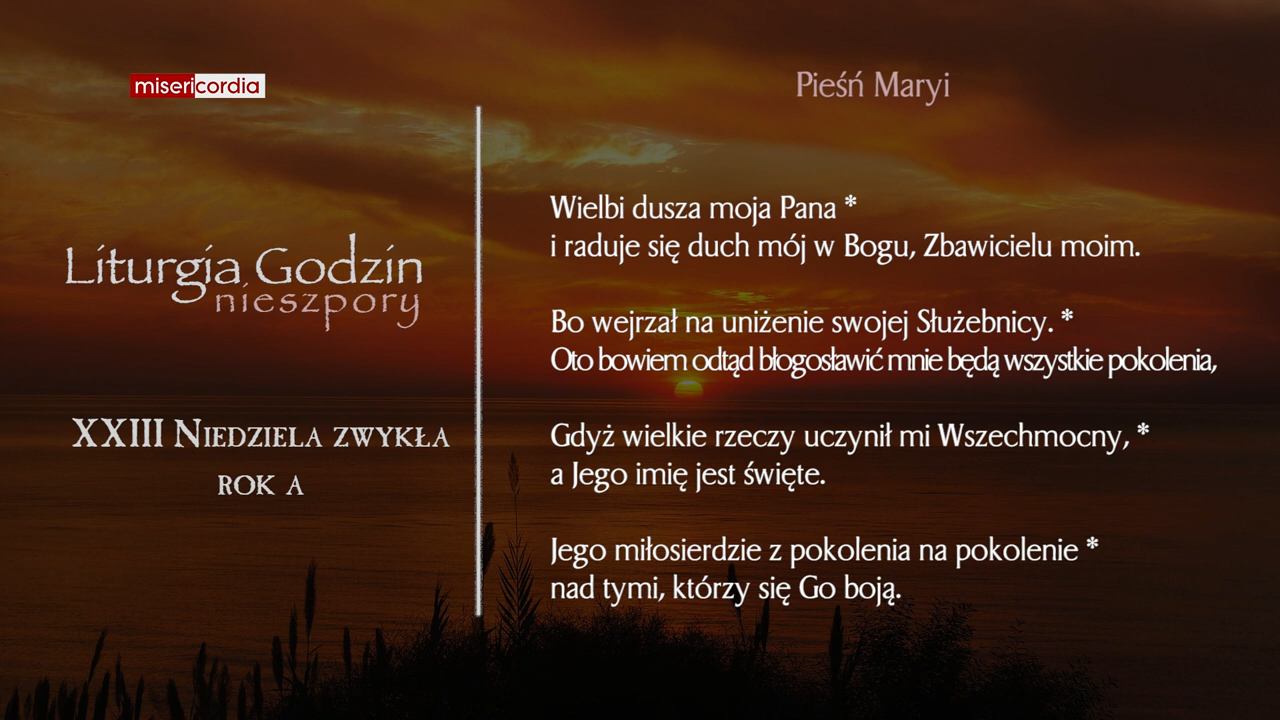 misericordia
Pieśń Maryi
Liturgia Godzin
nieszpory
XXIII Niedziela zwykła
rok A
Wielbi dusza moja Pana *
i raduje się duch mój w Bogu, Zbawicielu moim.
Bo wejrzał na uniżenie swojej Służebnicy. *
Oto bowiem odtąd błogosławić mnie będą wszystkie pokolenia,
Gdyż wielkie rzeczy uczynił mi Wszechmocny, *
a Jego imię jest święte.
Jego miłosierdzie z pokolenia na pokolenie *
nad tymi, którzy się Go boją.